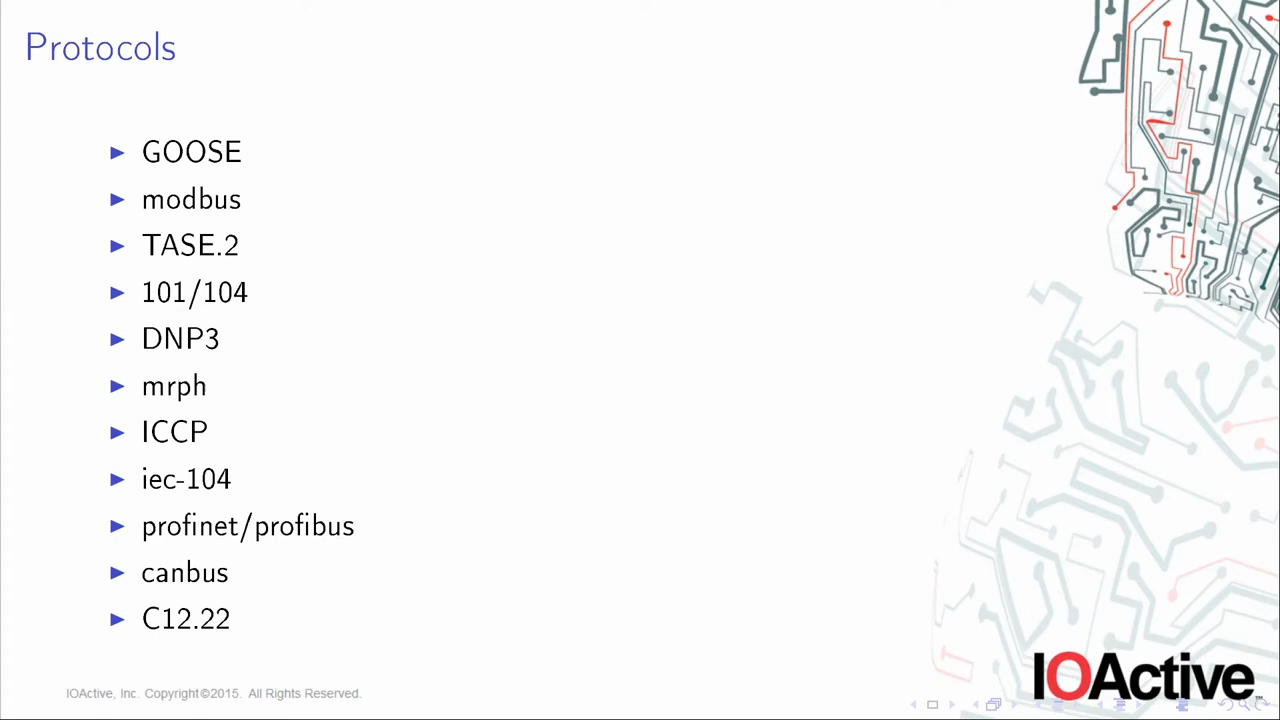 Protocols
GOOSE
modbus
TASE.2
101/104
DNP3
mrph
ICCP
iec-104
profinet/profibus
canbus
C12.22
IOActive, Inc. Copyright©2015. All Rights Reserved.
IOActive™